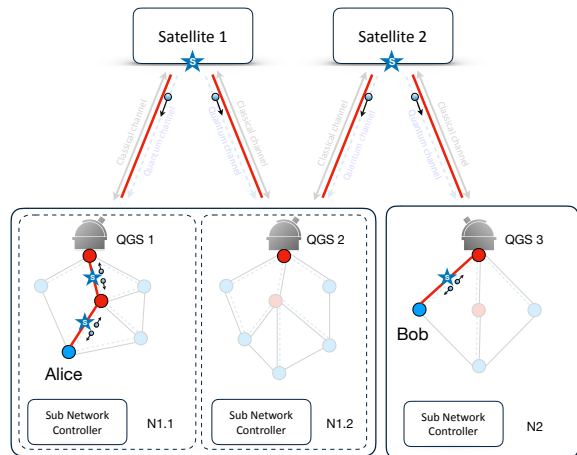 Satellite 1
Satellite 2
S
S
Classical channel
Quantum channel
Quantum channel
Classical channel
Classical channel
Quantum channel
Quantum channel
Classical channel
QGS 1
QGS 2
QGS 3
S
S
S
Bob
Alice
Sub Network
Controller
N1.1
Sub Network
Controller
N1.2
Sub Network
Controller
N2